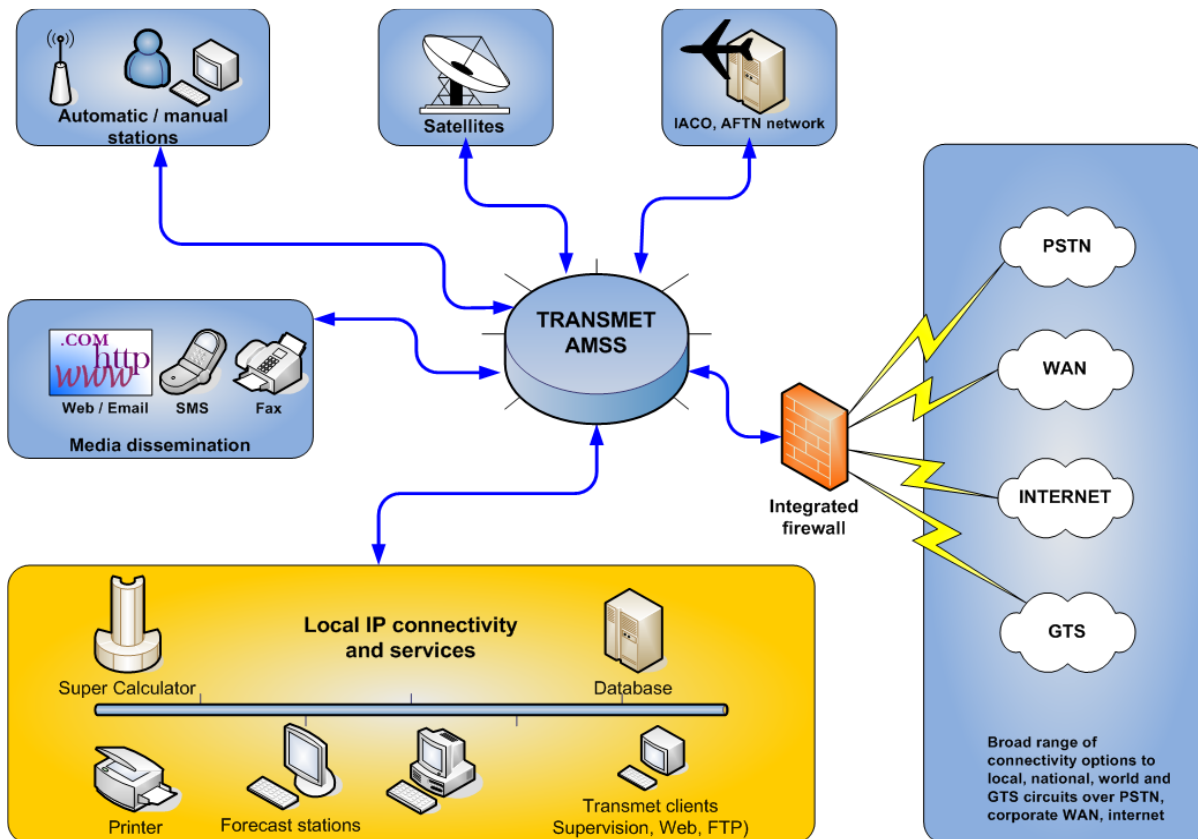 Automatic / manual
stations
Satellites
IACO, AFTN network
TRANSMET
AMSS
.COM
http
www
Web / Email
SMS
Fax
Media dissemination
Integrated
firewall
PSTN
WAN
INTERNET
GTS
Broad range of
connectivity options to
local, national, world and
GTS circuits over PSTN,
corporate WAN, internet
Local IP connectivity
and services
Super Calculator
Database
Printer
Forecast stations
Transmet clients
Supervision, Web, FTP)